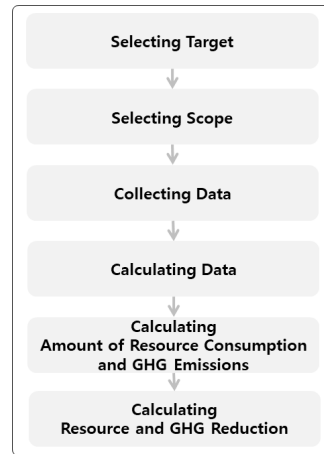 Selecting Target
Selecting Scope
Collecting Data
Calculating Data
Calculating
Amount of Resource Consumption
and GHG Emissions
Calculating
Resource and GHG Reduction